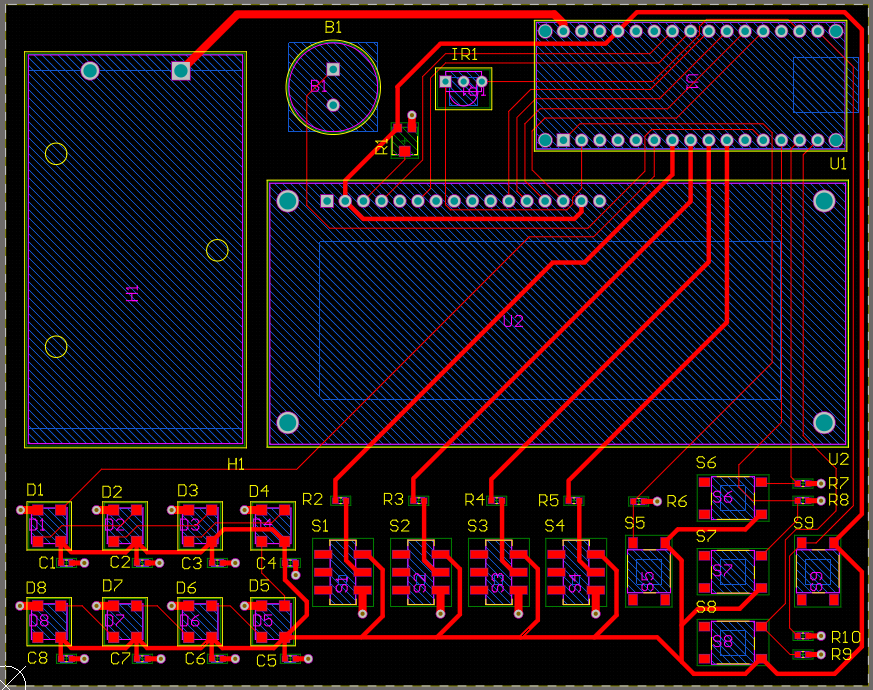 B1
B1
IR1
IR1
U1
R1
U1
H1
U2
H1
U2
S6
D1 D2 D3 D4
R2 R3 R4 R5 R6
S6
R7
R8
D1 D2 D3 D4
S1 S2 S3 S4 S5
S7 S9
C1 C2 C3 C4
S1 S2 S3 S4 S5 S7 S9
D8 D7 D6 D5
S8
D8 D7 D6 D5
S8
R10
R9
C8 C7 C6 C5